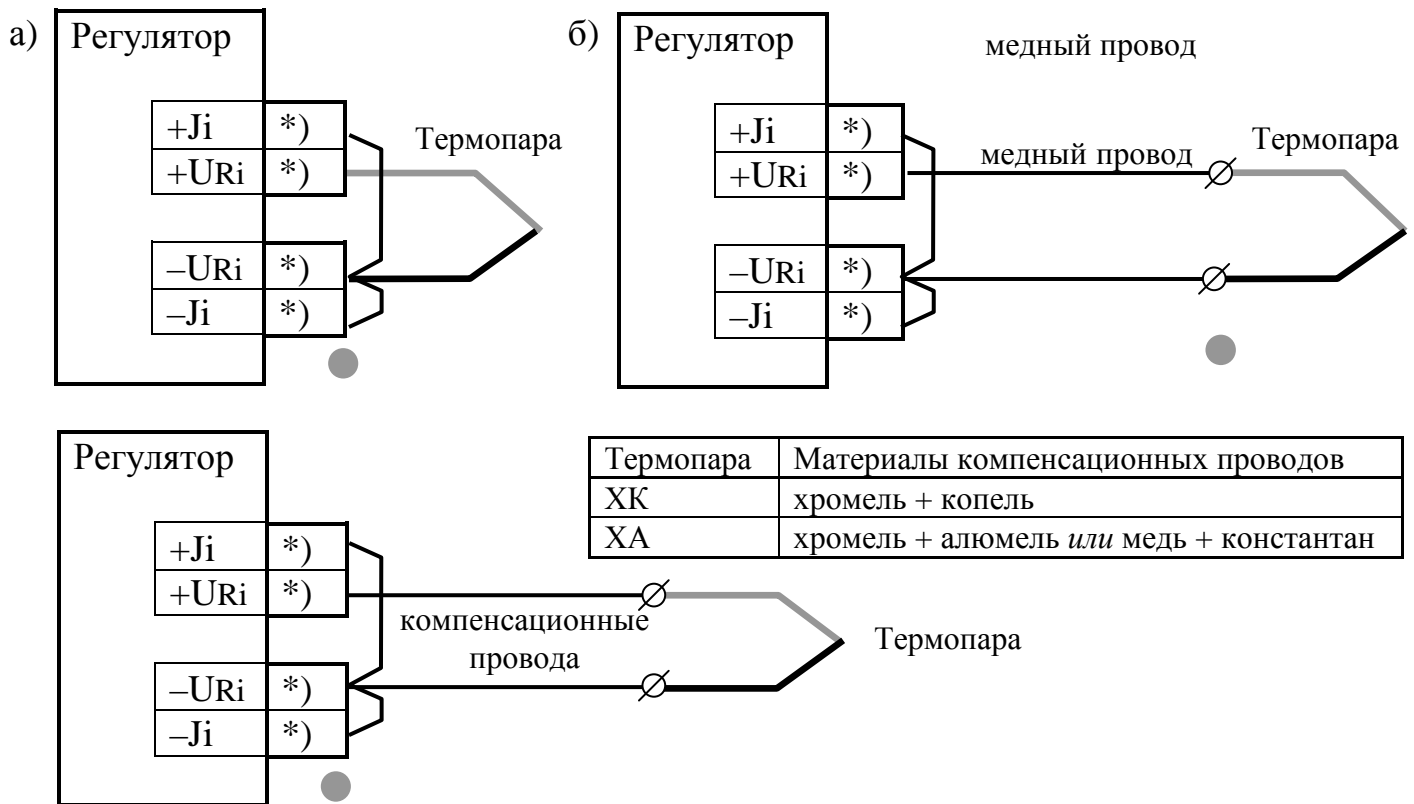 а)
Регулятор
+Ji *)
+URi *)
–URi *)
–Ji *)
Термопара
б)
Регулятор
медный провод
+Ji *)
+URi *)
–URi *)
–Ji *)
медный провод
Термопара
Регулятор
+Ji *)
+URi *)
–URi *)
–Ji *)
компенсационные
провода
Термопара
Термопара Материалы компенсационных проводов
ХК хромель + копель
ХА хромель + алюмель или медь + константан